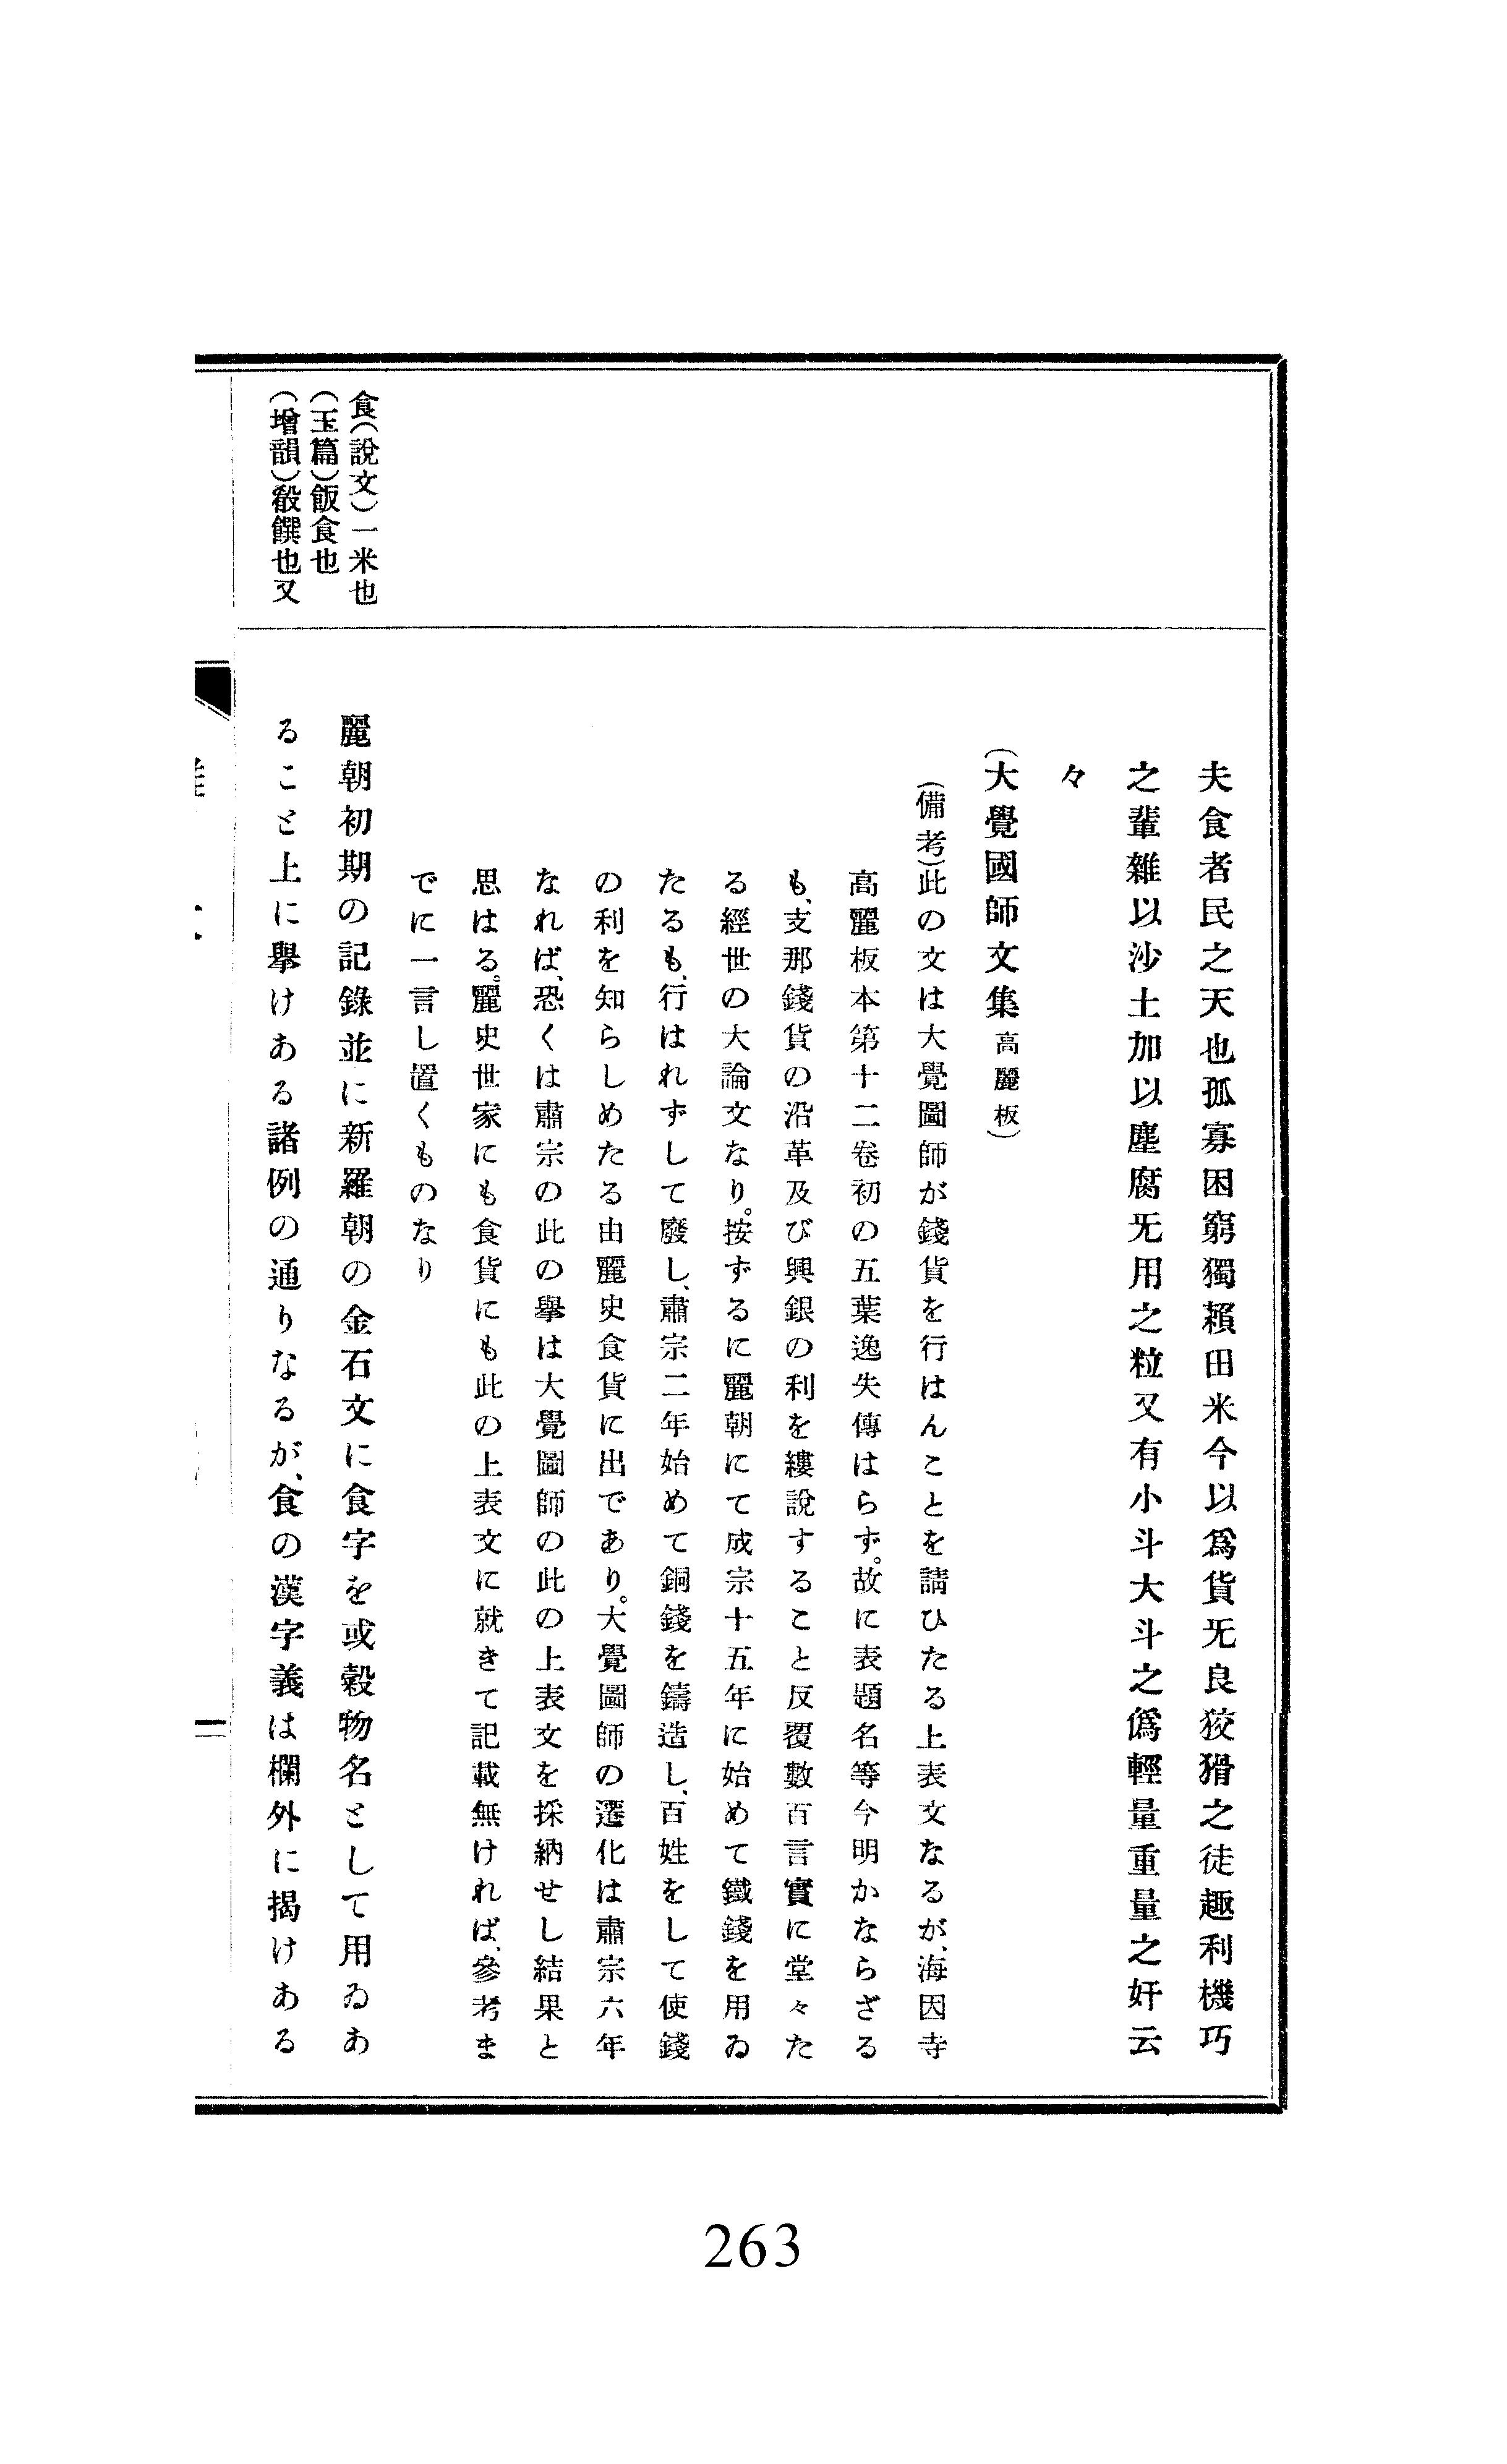 夫食者民之天也孤寡困窮獨賴田米今以爲貨旡良狡猾之徒趣利機巧
之輩雜以沙土加以塵腐旡用之粒又有小斗大斗之僞輕量重量之奸云
々
(大覺國師文集高麗板)
(備考)此の文は大覺圖師が錢貨を行はんことを請ひたる上表文なるが、海因寺
高麗板本第十二卷初の五葉逸失傳はらず。故に表題名等今明かならざる
も、支那錢貨の沿革及び興銀の利を縷說すること反覆數百言實に堂々た
る經世の大論文なり。按ずるに麗朝にて成宗十五年に始めて鐵錢を用ゐ
たるも、行はれずして廢し、肅宗二年始めて銅錢を鑄造し、百姓をして使錢
の利を知らしめたる由麗史食貨に出であり。大覺圖師の遷化は肅宗六年
なれば、恐くは肅宗の此の擧は大覺圖師の此の上表文を採納せし結果と
思はる。麗史世家にも食貨にも此の上表文に就きて記載無ければ、參考ま
でに一言し置くものなり
食(說文)一米也
(玉篇)飯食也
(增韻)殽饌也又
麗朝初期の記錄並に新羅朝の金石文に食字を或穀物名として用ゐあ
ること上に擧けある諸例の通りなるが、食の漢字義は欄外に揭けある
二
263